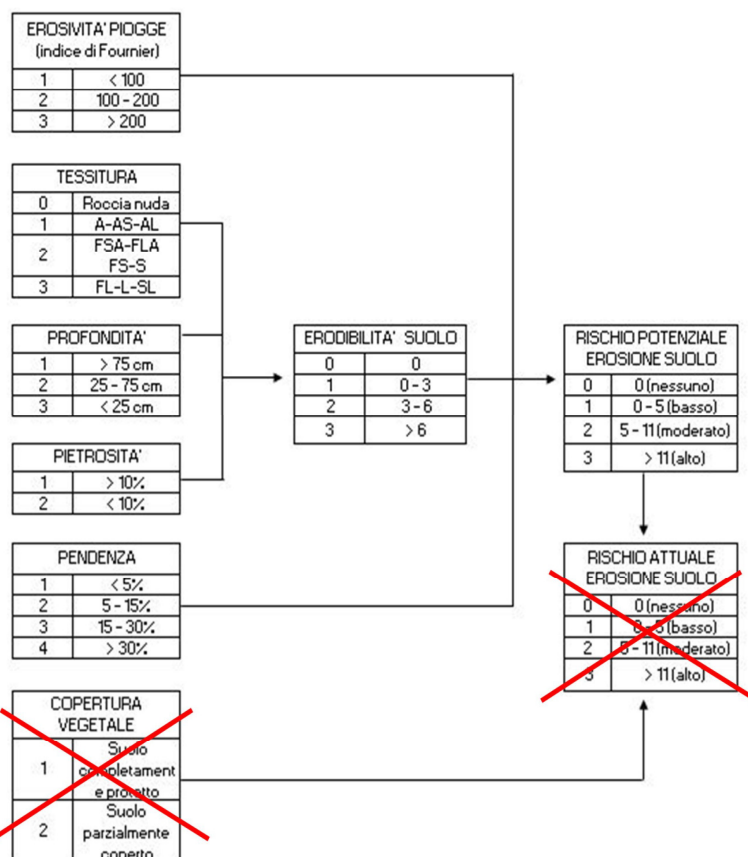 EROSIVITA' PIOGGE
(indice di Fournier)
1 < 100
2 100 - 200
3 > 200
TESSITURA
0 Roccia nuda
1 A-AS-AL
2 FSA-FLA
FS-S
3 FL-L-SL
PROFONDITA'
1 > 75 cm
2 25 - 75 cm
3 < 25 cm
PIETROSITA'
1 > 10%
2 < 10%
PENDENZA
1 < 5%
2 5 - 15%
3 15 - 30%
4 > 30%
COPERTURA
VEGETALE
1 Suolo
completament
e protetto
2 Suolo
parzialmente
coperto
ERODIBILITA' SUOLO
0 0
1 0 - 3
2 3 - 6
3 > 6
RISCHIO POTENZIALE
EROSIONE SUOLO
0 0 (nessuno)
1 0 - 5 (basso)
2 5 - 11 (moderato)
3 > 11 (alto)
RISCHIO ATTUALE
EROSIONE SUOLO
0 0 (nessuno)
1 0 - 5 (basso)
2 5 - 11 (moderato)
3 > 11 (alto)